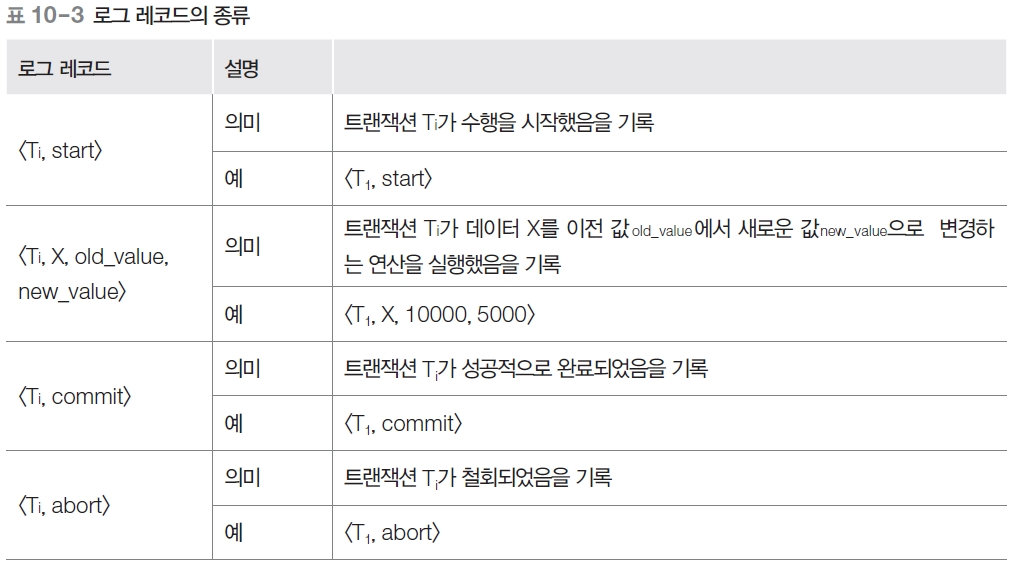 표 10-3 로그 레코드의 종류
로그 레코드 설명
〈Ti, start〉
의미 트랜잭션 Ti가 수행을 시작했음을 기록
예 〈T1, start〉
〈Ti, X, old_value,
new_value〉
의미 트랜잭션 Ti가 데이터 X를 이전 값old_value에서 새로운 값new_value으로 변경하
는 연산을 실행했음을 기록
예 〈T1, X, 10000, 5000〉
〈Ti, commit〉
의미 트랜잭션 Ti가 성공적으로 완료되었음을 기록
예 〈T1, commit〉
〈Ti, abort〉
의미 트랜잭션 Ti가 철회되었음을 기록
예 〈T1, abort〉